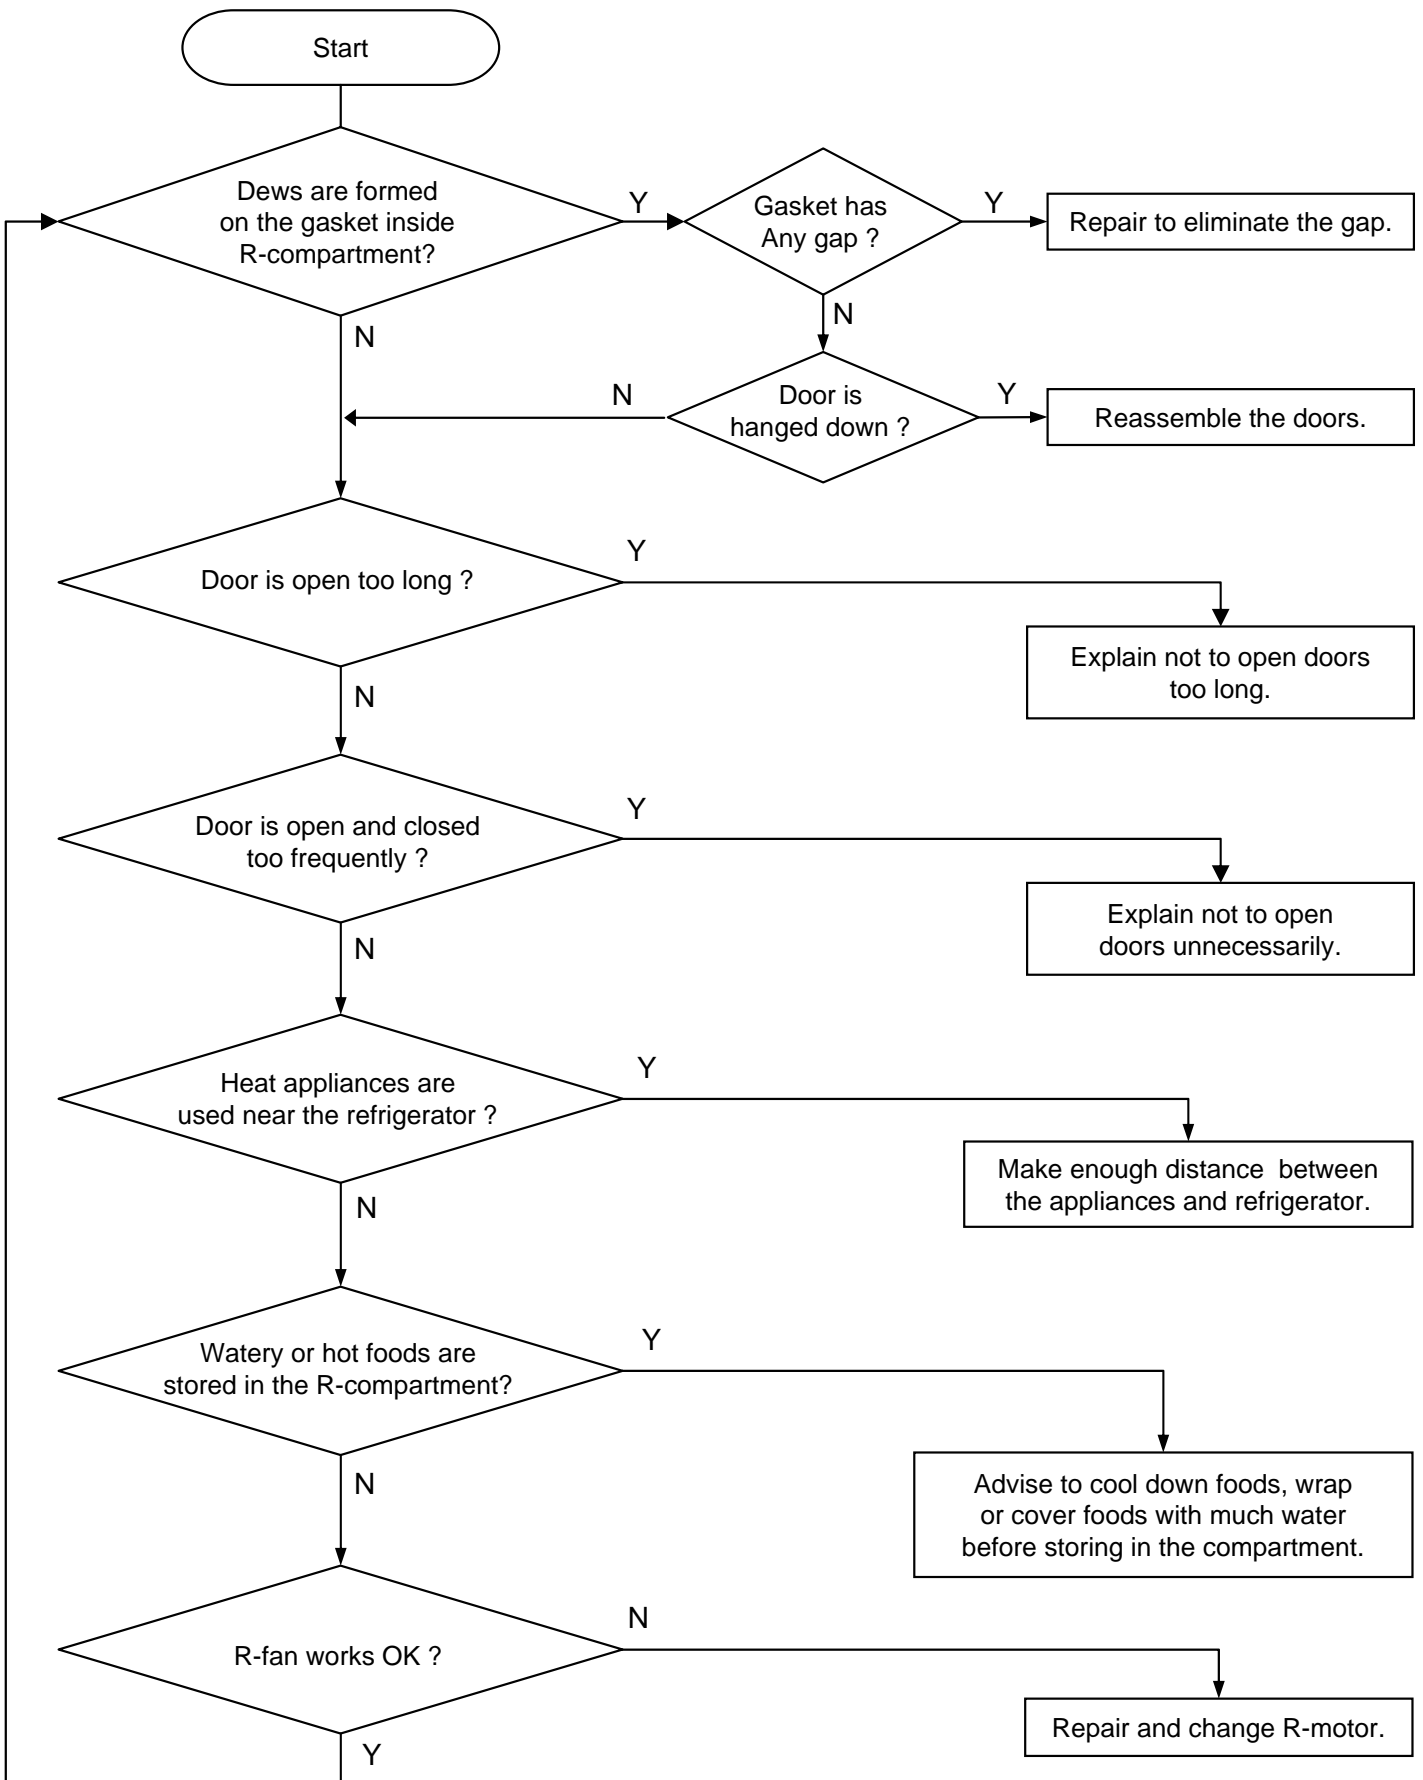 Start
Dews are formed
on the gasket inside
R-compartment?
Y
Gasket has
Any gap ?
Y
Repair to eliminate the gap.
N
N
Door is
hanged down ?
N
Y
Reassemble the doors.
Door is open too long ?
Y
Explain not to open doors
too long.
N
Door is open and closed
too frequently ?
Y
Explain not to open
doors unnecessarily.
N
Heat appliances are
used near the refrigerator ?
Y
Make enough distance  between
the appliances and refrigerator.
N
Watery or hot foods are
stored in the R-compartment?
Y
Advise to cool down foods, wrap
or cover foods with much water
before storing in the compartment.
N
R-fan works OK ?
N
Repair and change R-motor.
Y